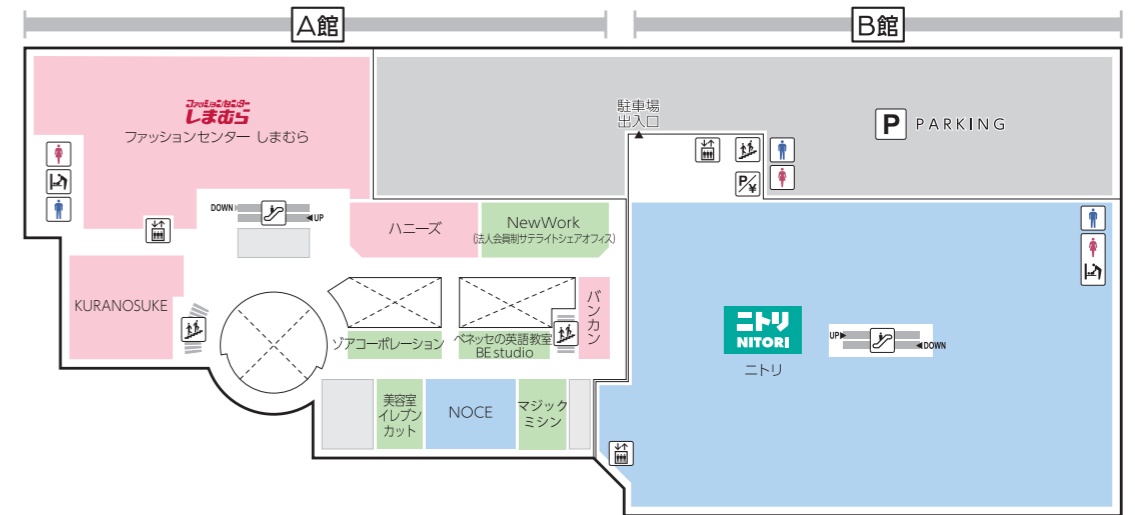 A館
B館
ファッションセンター
しまむら
ファッションセンター しまむら
駐車場
出入口
P PARKING
P/¥
DOWN
UP
ハニーズ
NewWork
(法人会員制サテライトシェアオフィス)
KURANOSUKE
バンカン
ゾアコーポレーション
ベネッセの英語教室
BE studio
ニトリ
NITORI
ニトリ
UP
DOWN
美容室
イレブン
カット
NOCE
マジック
ミシン